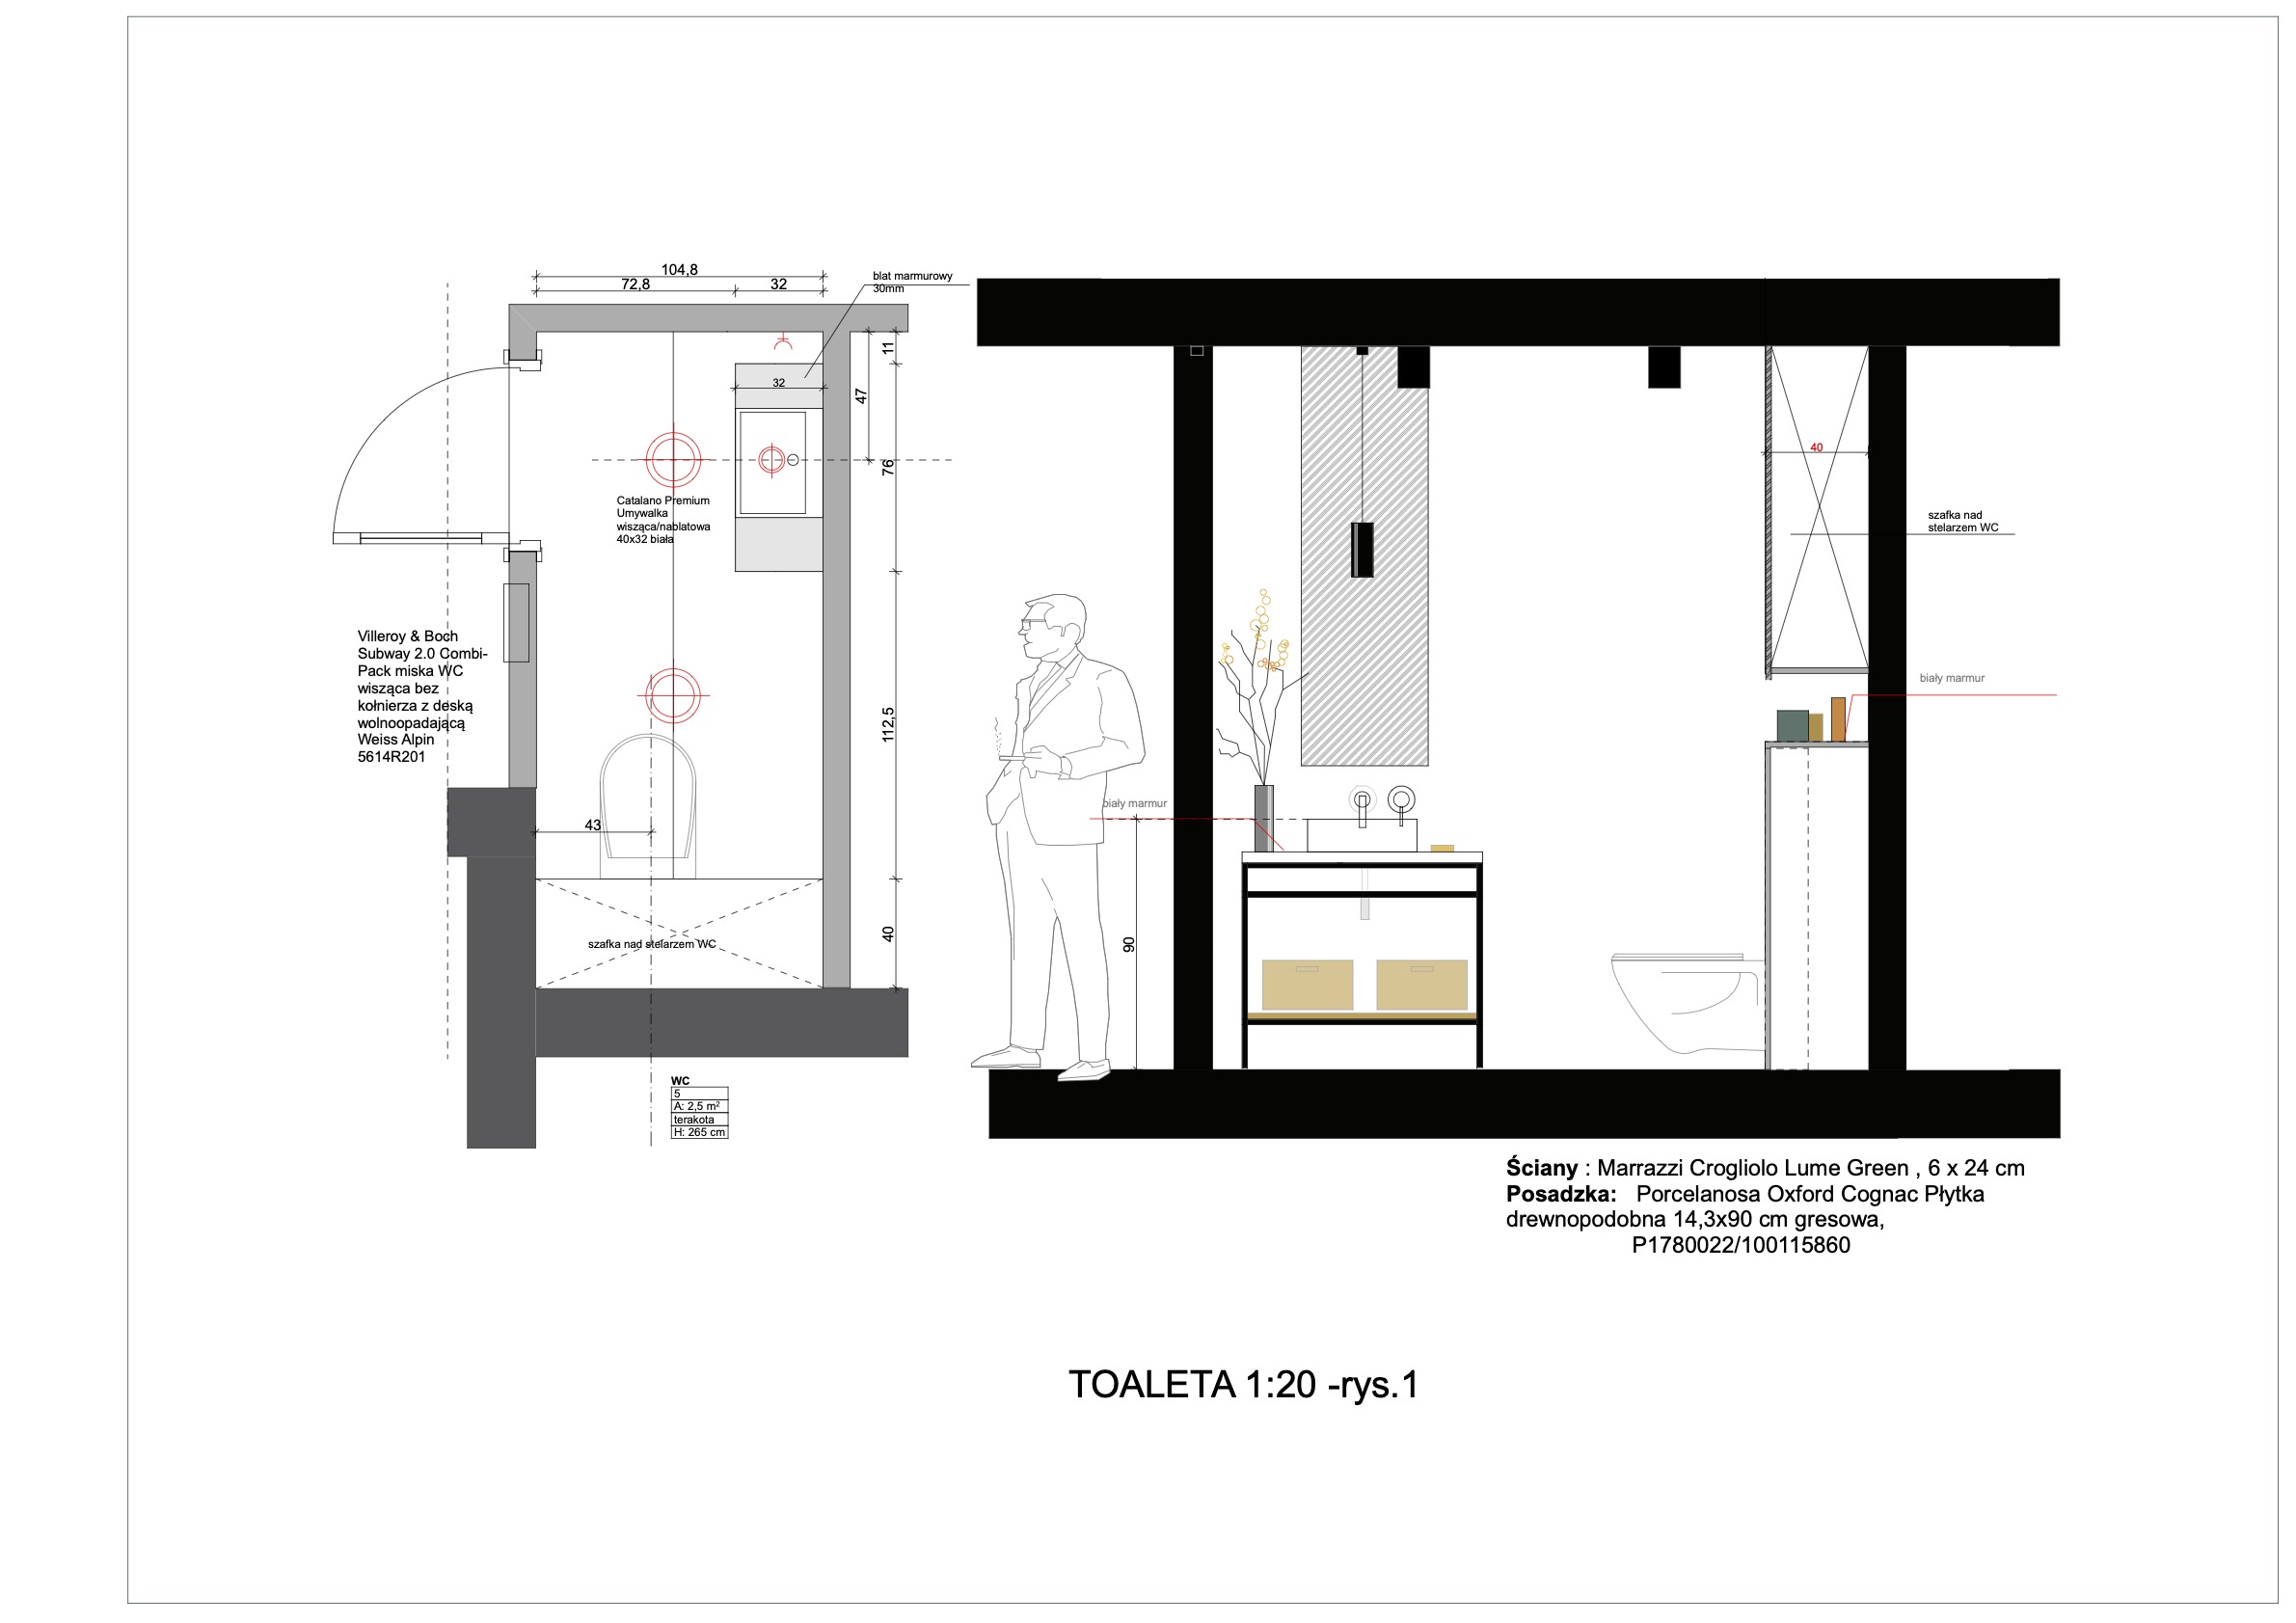 104,8
72,8
32
blat marmurowy
30mm
11
32
47
76
40
Catalano Premium
Umywalka
wisząca/nablatowa
40x32 biała
szafka nad
stelarzem WC
Villeroy & Boch
Subway 2.0 Combi-
Pack miska WC
wisząca bez
kołnierza z deską
wolnoopadającą
Weiss Alpin
5614R201
biały marmur
112,5
biały marmur
43
szafka nad stelarzem WC
40
90
WC
5
A: 2,5 m²
terakota
H: 265 cm
Ściany : Marrazzi Crogliolo Lume Green , 6 x 24 cm
Posadzka: Porcelanosa Oxford Cognac Płytka
drewnopodobna 14,3x90 cm gresowa,
P1780022/100115860
TOALETA 1:20 -rys.1